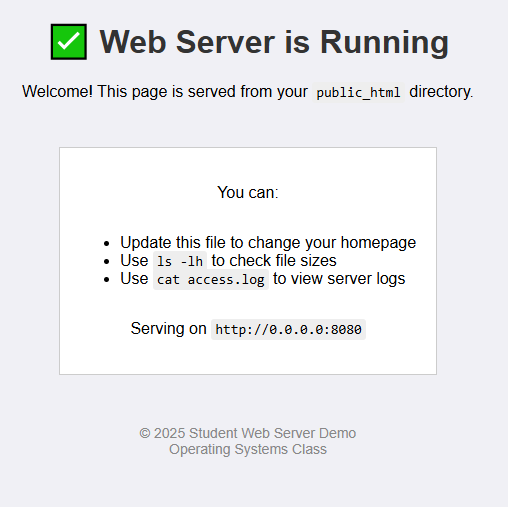 ✅ Web Server is Running
Welcome! This page is served from your public_html directory.
You can:
• Update this file to change your homepage
• Use ls -lh to check file sizes
• Use cat access.log to view server logs
Serving on http://0.0.0.0:8080
© 2025 Student Web Server Demo
Operating Systems Class